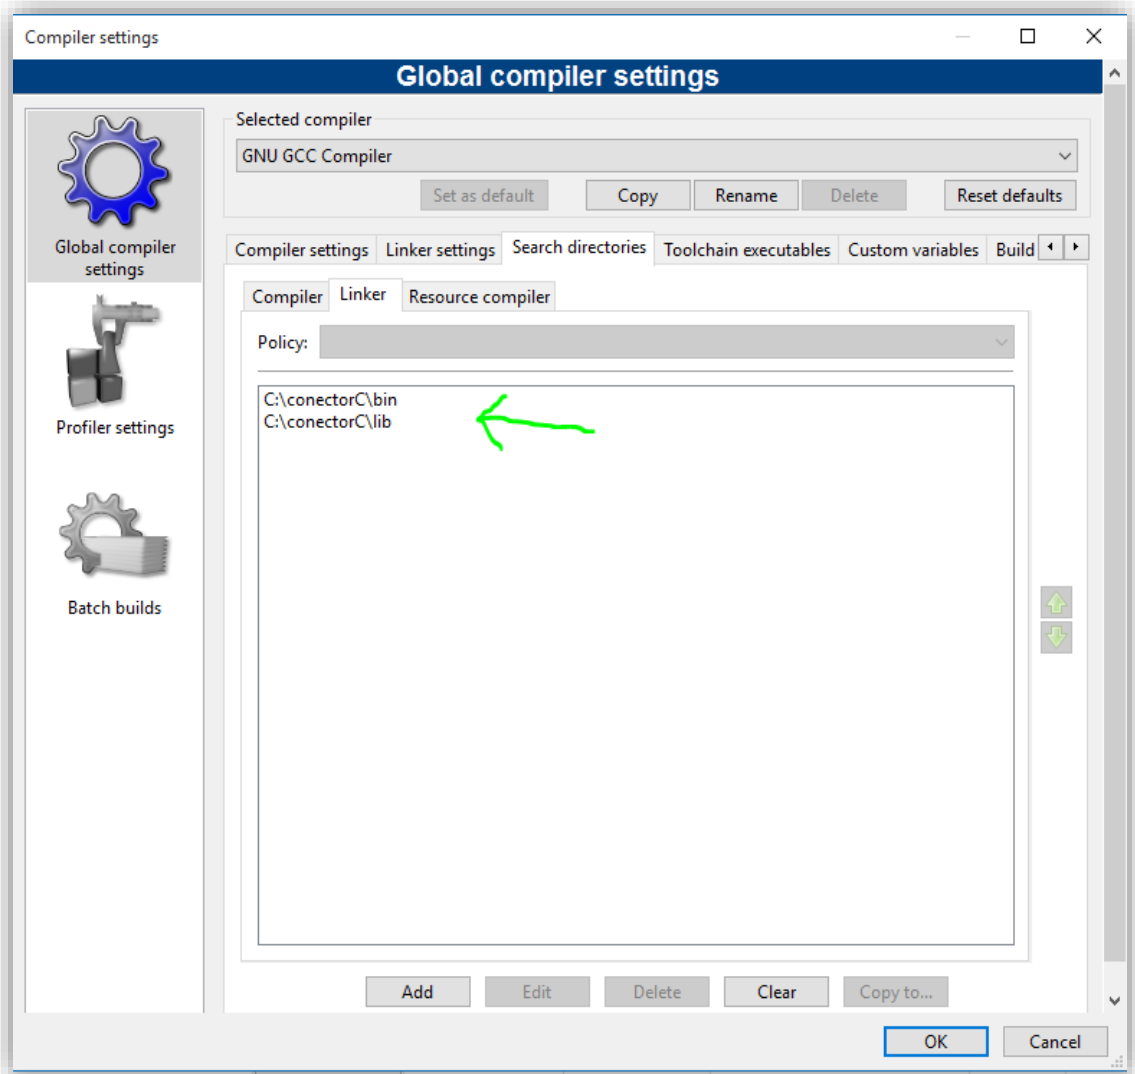 Compiler settings
Global compiler settings
Global compiler
settings
Profiler settings
Batch builds
Selected compiler
GNU GCC Compiler
Set as default Copy Rename Delete Reset defaults
Compiler settings Linker settings Search directories Toolchain executables Custom variables Build
Compiler Linker Resource compiler
Policy:
C:\conectorC\bin
C:\conectorC\lib
Add Edit Delete Clear Copy to...
OK Cancel